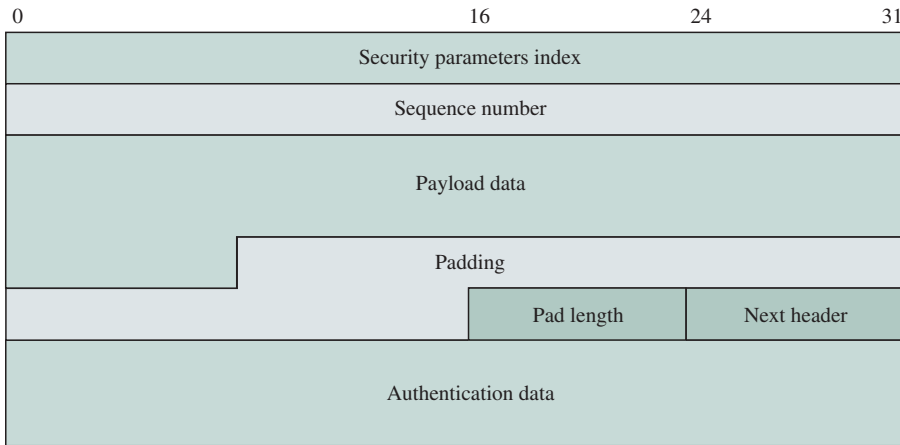 0 16 24 31
Security parameters index
Sequence number
Payload data
Padding
Pad length Next header
Authentication data